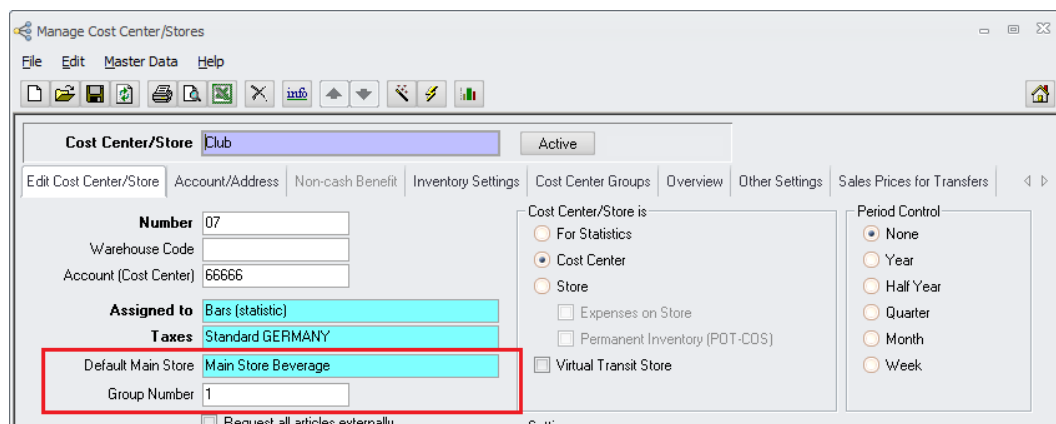 Manage Cost Center/Stores
File Edit Master Data Help
info
Cost Center/Store Club Active
Edit Cost Center/Store Account/Address Non-cash Benefit Inventory Settings Cost Center Groups Overview Other Settings Sales Prices for Transfers
Number 07
Warehouse Code
Account (Cost Center) 66666
Assigned to Bars (statistic)
Taxes Standard GERMANY
Default Main Store Main Store Beverage
Group Number 1
Request all articles externally
Cost Center/Store is
For Statistics
Cost Center
Store
Expenses on Store
Permanent Inventory (POT-COS)
Virtual Transit Store
Period Control
None
Year
Half Year
Quarter
Month
Week